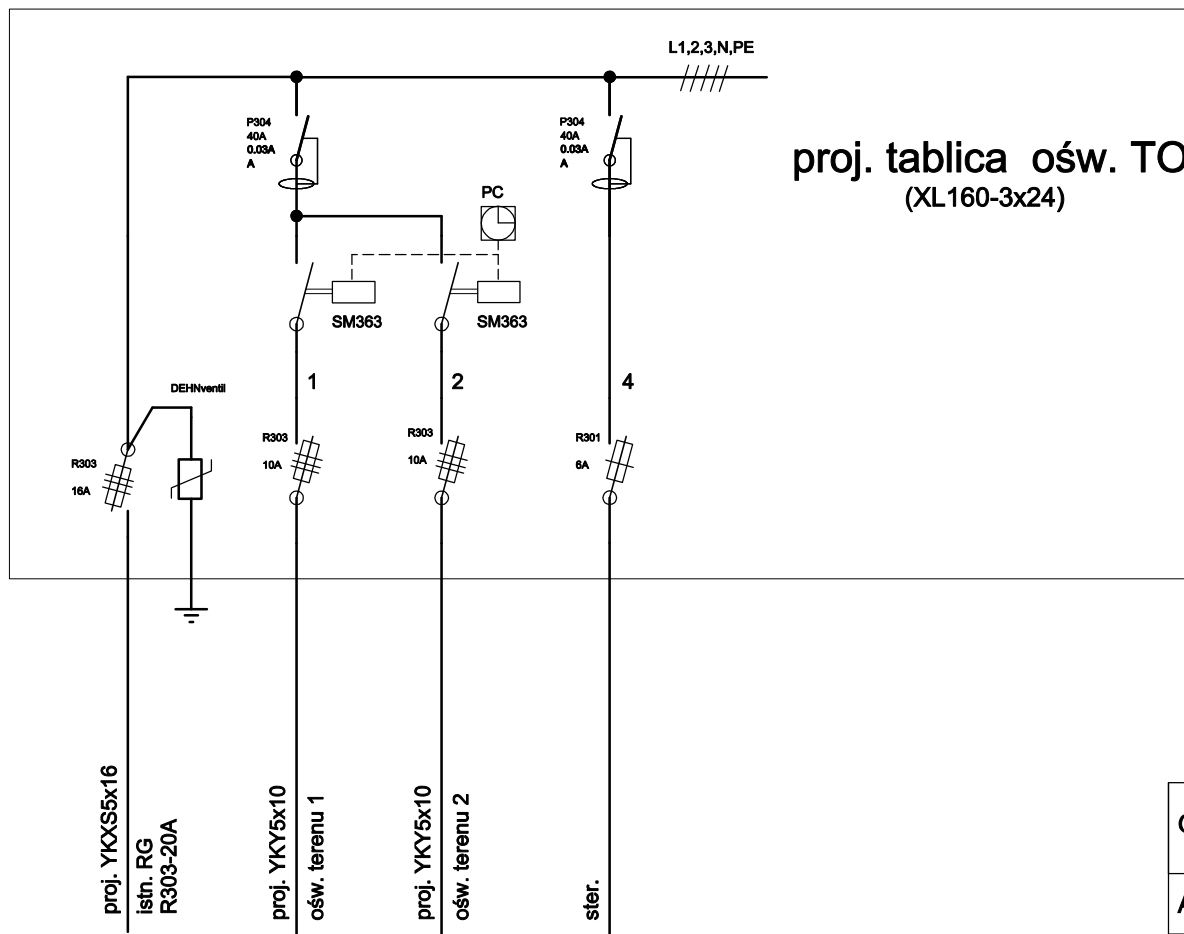 L1,2,3,N,PE
P304
40A
0.03A
A
P304
40A
0.03A
A
proj. tablica ośw. TO
(XL160-3x24)
PC
SM363
SM363
1
2
4
DEHNventil
R303
16A
R303
10A
R303
10A
R301
6A
proj. YKXS5x16
istn. RG
R303-20A
proj. YKY5x10
ośw. terenu 1
proj. YKY5x10
ośw. terenu 2
ster.